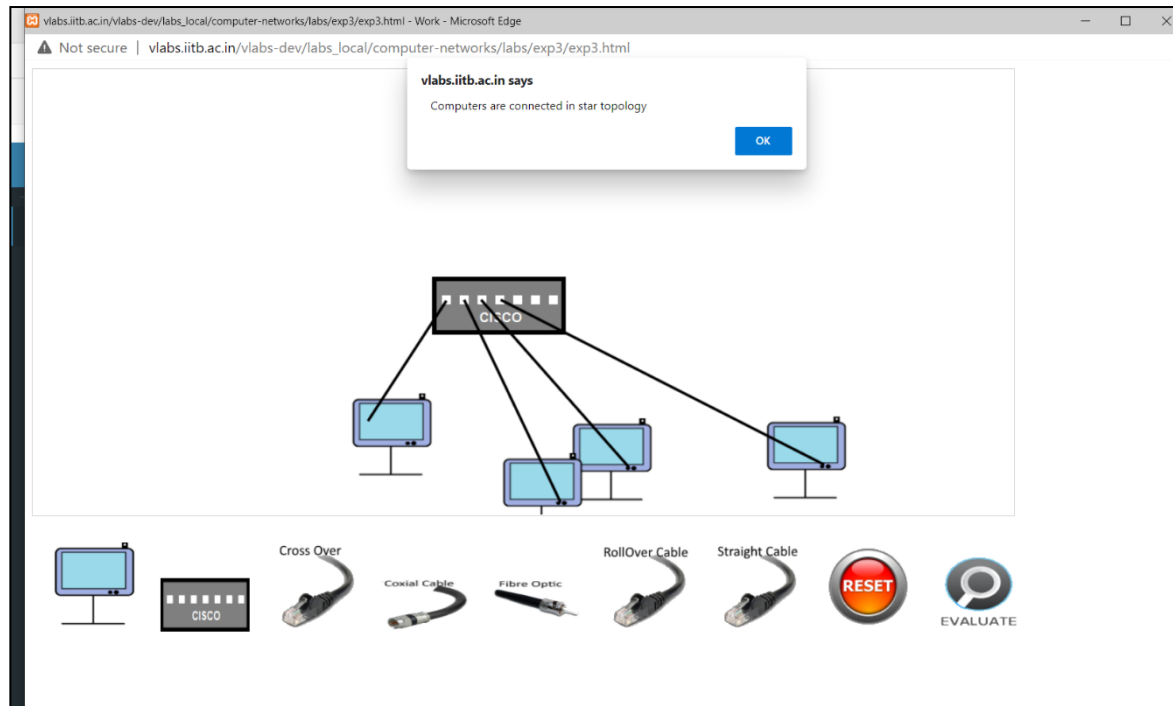 vlabs.iitb.ac.in/vlabs-dev/labs_local/computer-networks/labs/exp3/exp3.html - Work - Microsoft Edge
Not secure | vlabs.iitb.ac.in/vlabs-dev/labs_local/computer-networks/labs/exp3/exp3.html
vlabs.iitb.ac.in says
Computers are connected in star topology
OK
CISCO
Cross Over
Coxial Cable
Fibre Optic
RollOver Cable
Straight Cable
CISCO
RESET
EVALUATE